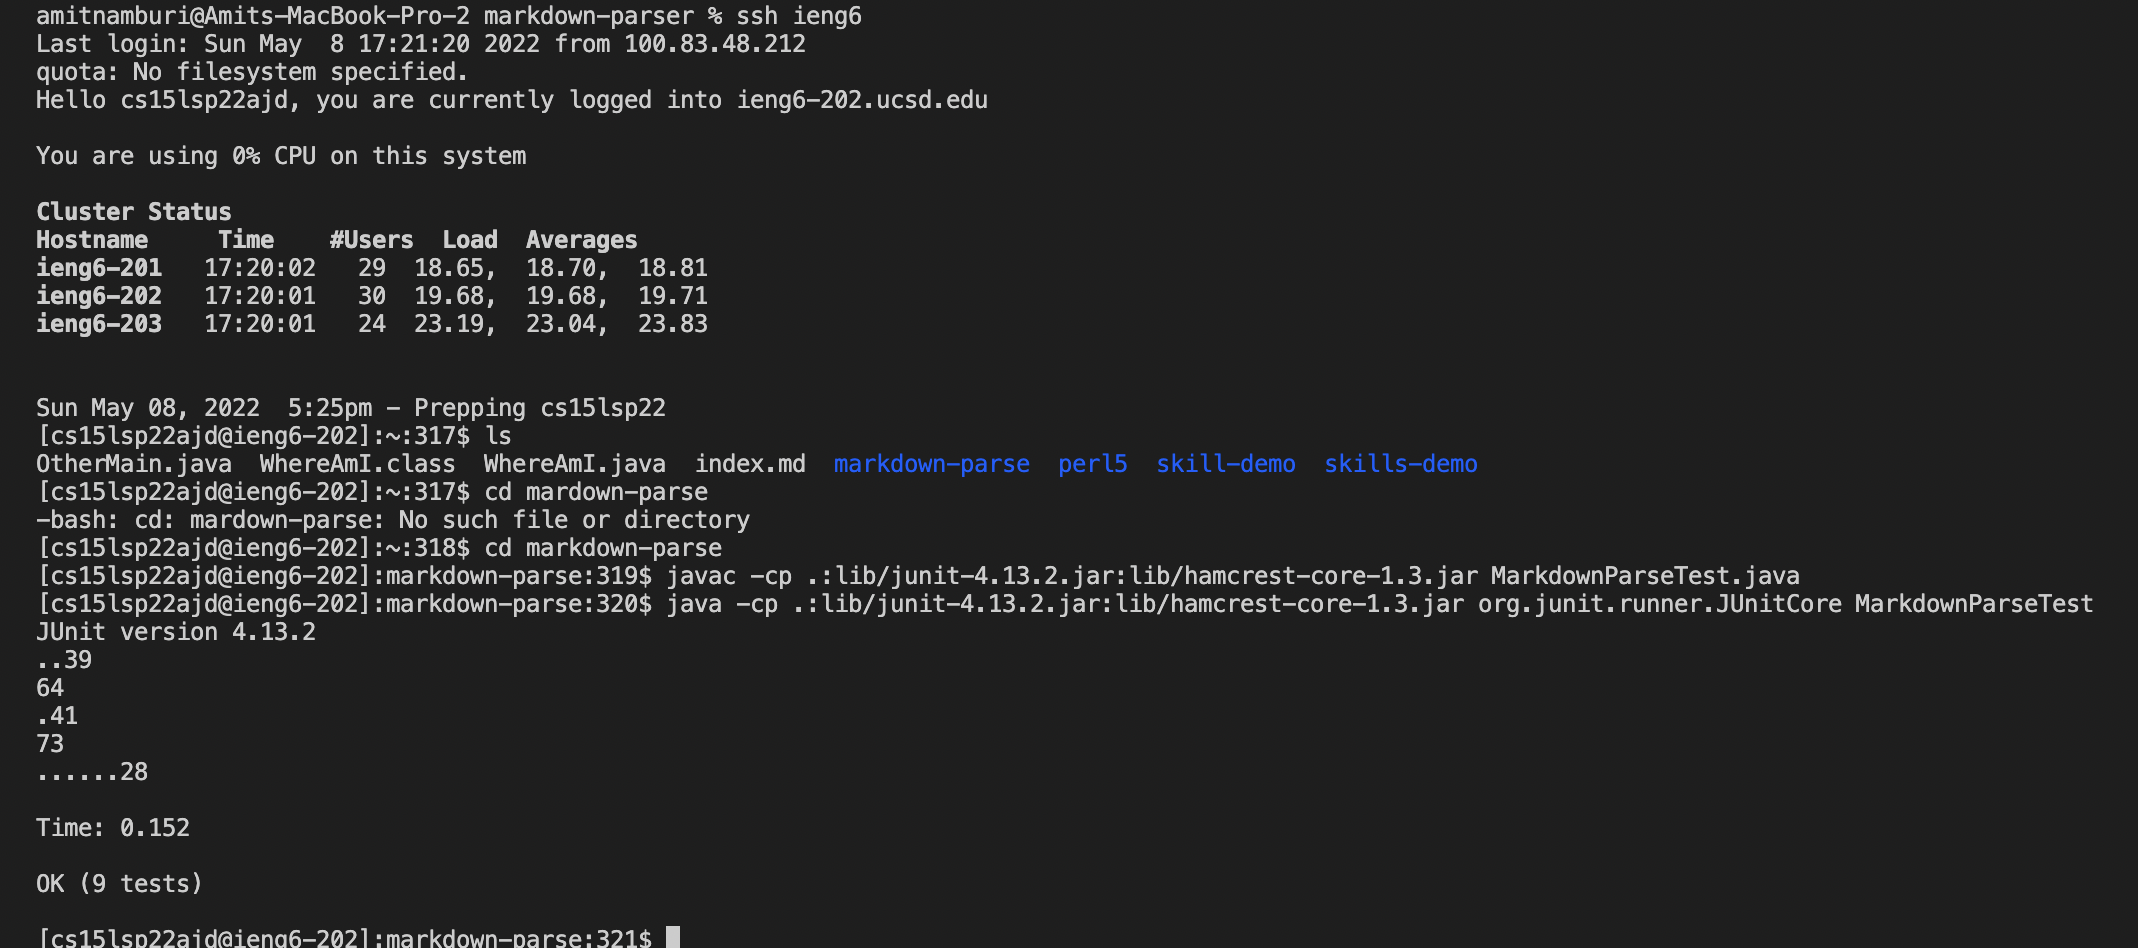 amitnamburi@Amits-MacBook-Pro-2 markdown-parser % ssh ieng6
Last login: Sun May  8 17:21:20 2022 from 100.83.48.212
quota: No filesystem specified.
Hello cs15lsp22ajd, you are currently logged into ieng6-202.ucsd.edu
You are using 0% CPU on this system
Cluster Status
Hostname     Time    #Users  Load  Averages
ieng6-201   17:20:02   29  18.65,  18.70,  18.81
ieng6-202   17:20:01   30  19.68,  19.68,  19.71
ieng6-203   17:20:01   24  23.19,  23.04,  23.83
Sun May 08, 2022  5:25pm - Prepping cs15lsp22
[cs15lsp22ajd@ieng6-202]:~:317$ ls
OtherMain.java  WhereAmI.class  WhereAmI.java  index.md  markdown-parse  perl5  skill-demo  skills-demo
[cs15lsp22ajd@ieng6-202]:~:317$ cd mardown-parse
-bash: cd: mardown-parse: No such file or directory
[cs15lsp22ajd@ieng6-202]:~:318$ cd markdown-parse
[cs15lsp22ajd@ieng6-202]:markdown-parse:319$ javac -cp .:lib/junit-4.13.2.jar:lib/hamcrest-core-1.3.jar MarkdownParseTest.java
[cs15lsp22ajd@ieng6-202]:markdown-parse:320$ java -cp .:lib/junit-4.13.2.jar:lib/hamcrest-core-1.3.jar org.junit.runner.JUnitCore MarkdownParseTest
JUnit version 4.13.2
..39
64
.41
73
......28
Time: 0.152
OK (9 tests)
[cs15lsp22ajd@ieng6-202]:markdown-parse:321$